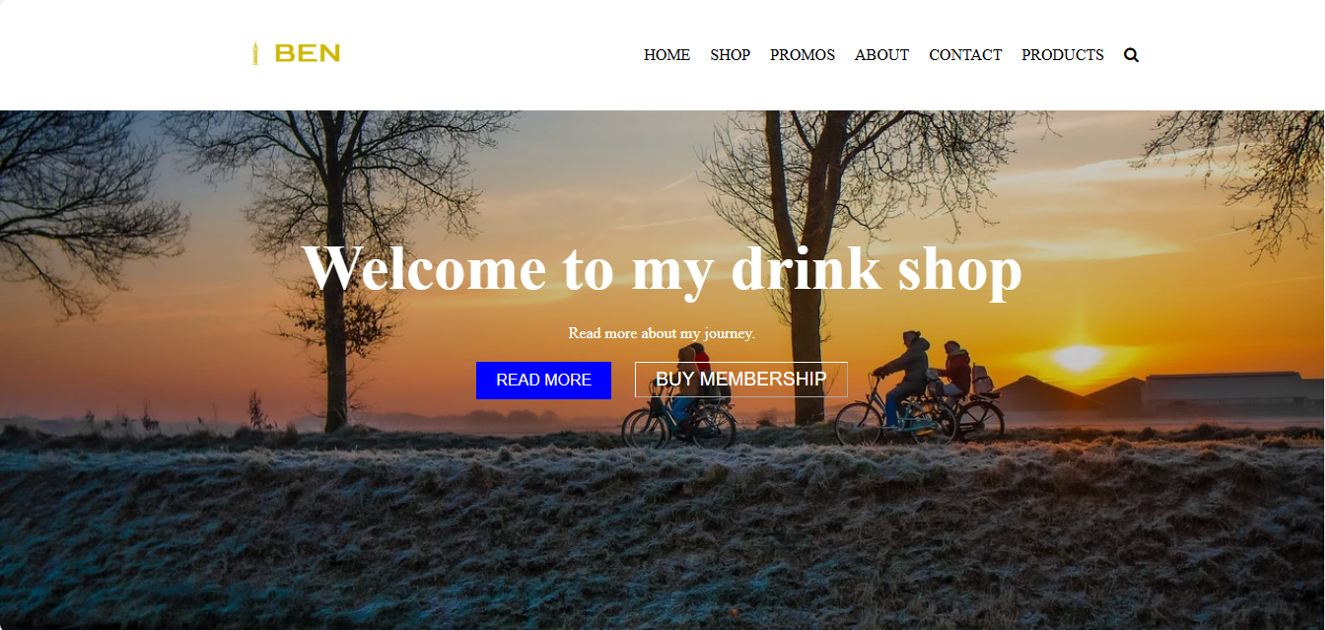 BEN
HOME SHOP PROMOS ABOUT CONTACT PRODUCTS
Welcome to my drink shop
Read more about my journey.
READ MORE BUY MEMBERSHIP